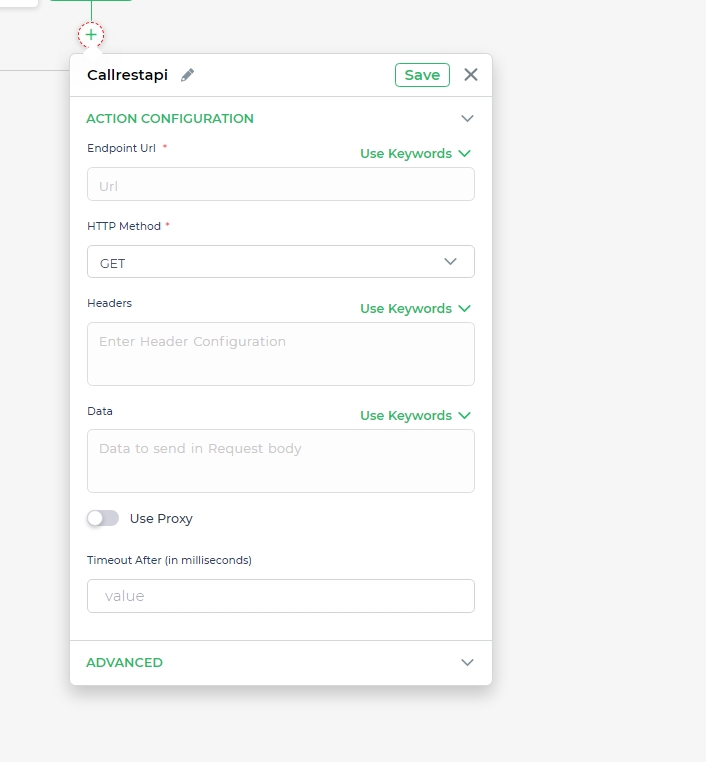 Callrestapi
Save
ACTION CONFIGURATION
Endpoint Url *
Use Keywords
Url
HTTP Method *
GET
Headers
Use Keywords
Enter Header Configuration
Data
Use Keywords
Data to send in Request body
Use Proxy
Timeout After (in milliseconds)
value
ADVANCED